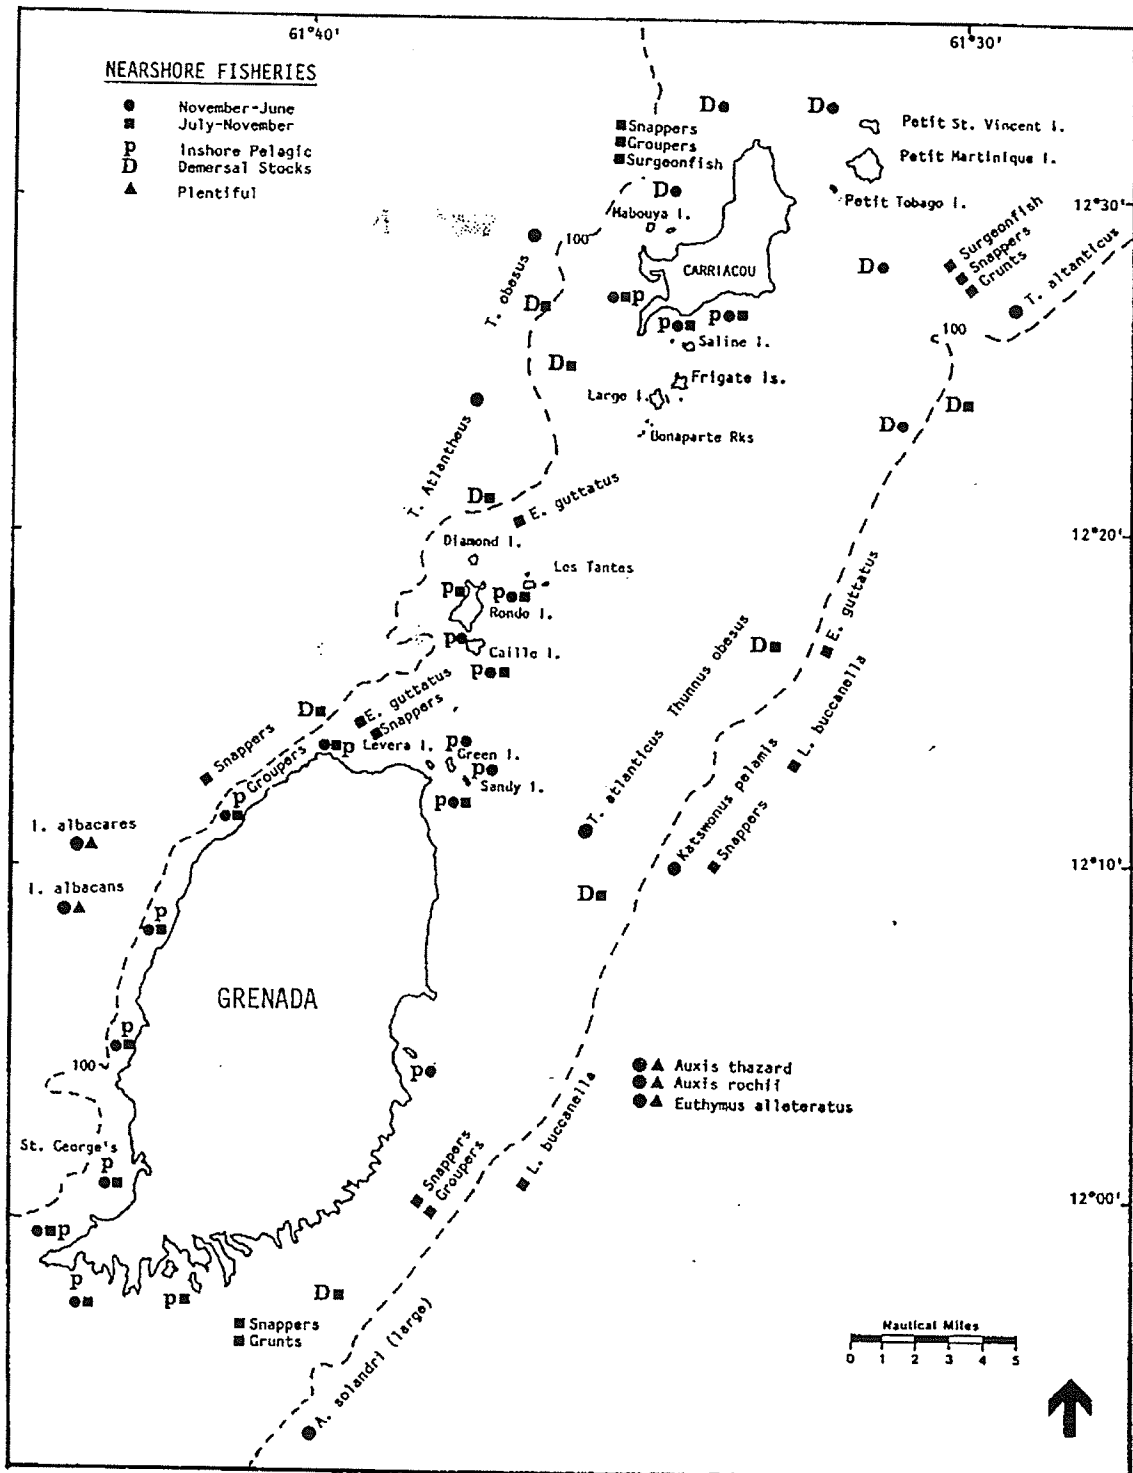 61°40'
61°30'
NEARSHORE FISHERIES
● November-June
■ July-November
p Inshore Pelagic
D Demersal Stocks
▲ Plentiful
D●
D●
Petit St. Vincent I.
■Snappers
■Groupers
■Surgeonfish
Petit Martinique I.
D●
Mabouya I.
Petit Tobago I.
12°30'
100
T. obesus
CARRIACOU
D●
■ Surgeonfish
■ Snappers
■ Grunts
T. altanticus
D■
●■p
p●■
●■
Saline I.
100
D■
Frigate Is.
Large I.
D■
D●
Bonaparte Rks
T. Atlantheus
D■
■ E. guttatus
12°20'
Diamond I.
Les Tantes
p■
p●■
Rondo I.
p●
Caille I.
p●■
D■
■ E. guttatus
T. atlanticus Thunnus obesus
■ L. buccanella
D■
■ E. guttatus
■ Snappers
■ Snappers
Groupers
●■p
Levera I.
p●
Green I.
p●
Sandy I.
p●■
p
●■
I. albacares
●▲
Katswonus pelamis
■ Snappers
12°10'
I. albacans
●▲
p
●■
D■
GRENADA
p
●■
100
p●
●▲ Auxis thazard
●▲ Auxis rochii
●▲ Euthymus alleteratus
St. George's
p
●■
■ Snappers
■ Groupers
■ L. buccanella
12°00'
●■p
p
●■
p■
D■
■ Snappers
■ Grunts
A. solandri (large)
Nautical Miles
0 1 2 3 4 5